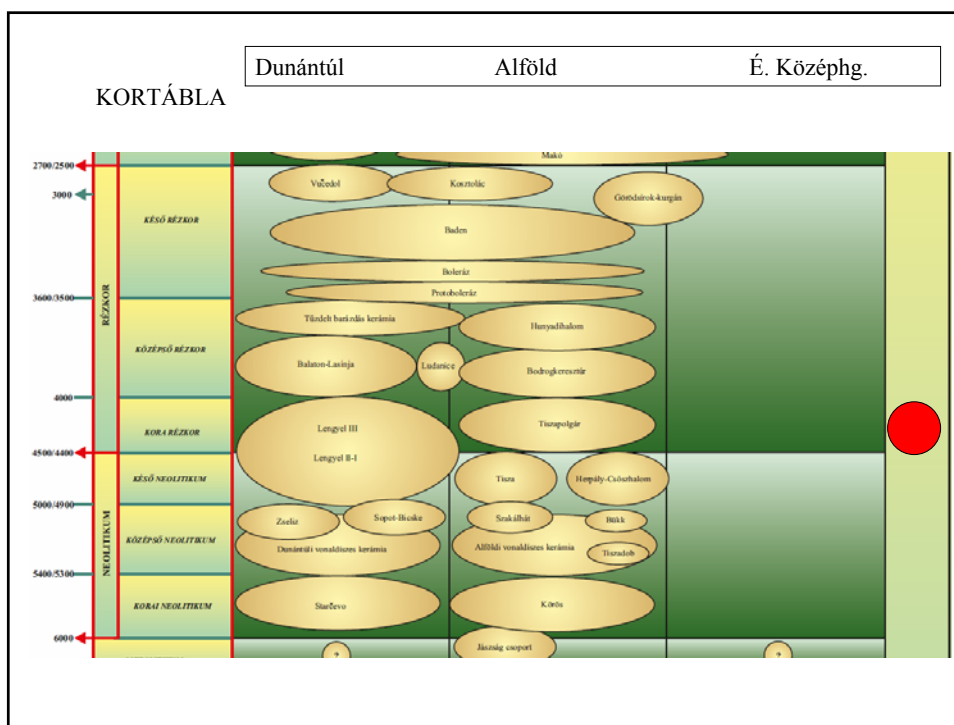 Dunántúl Alföld É. Középhg.
KORTÁBLA
Makó
2700/2500
Vučedol Kosztolác
3000
Gödrösírok-kurgán
KÉSŐ RÉZKOR
Baden
Boleráz
Protoboleráz
3600/3500
RÉZKOR
Tűzdelt barázdás kerámia
Hunyadihalom
KÖZÉPSŐ RÉZKOR
Balaton-Lasinja Ludanice Bodrogkeresztúr
4000
KORA RÉZKOR
Lengyel III Tiszapolgár
4500/4400
Lengyel II-I
KÉSŐ NEOLITIKUM
Tisza Herpály-Csőszhalom
5000/4900
NEOLITIKUM
Zseliz Sopot-Bicske Szakálhát Bükk
KÖZÉPSŐ NEOLITIKUM
Dunántúli vonaldíszes kerámia Alföldi vonaldíszes kerámia Tiszadob
5400/5300
KORAI NEOLITIKUM
Starčevo Körös
6000
? Jászság csoport ?